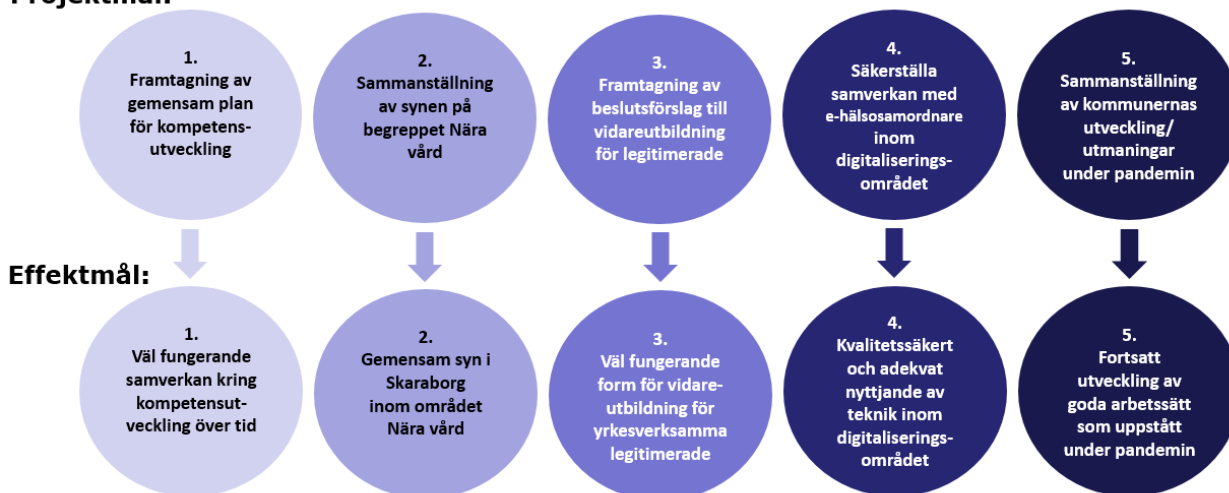 Projektmål:
1.
Framtagning av
gemensam plan
för kompetens-
utveckling
2.
Sammanställning
av synen på
begreppet Nära
vård
3.
Framtagning av
beslutsförslag till
vidareutbildning
för legitimerade
4.
Säkerställa
samverkan med
e-hälsosamordnare
inom
digitaliserings-
området
5.
Sammanställning
av kommunernas
utveckling/
utmaningar
under pandemin
Effektmål:
1.
Väl fungerande
samverkan kring
kompetensut-
veckling över tid
2.
Gemensam syn i
Skaraborg
inom området
Nära vård
3.
Väl fungerande
form för vidare-
utbildning för
yrkesverksamma
legitimerade
4.
Kvalitetssäkert
och adekvat
nyttjande av
teknik inom
digitaliserings-
området
5.
Fortsatt
utveckling av
goda arbetssätt
som uppstått
under pandemin